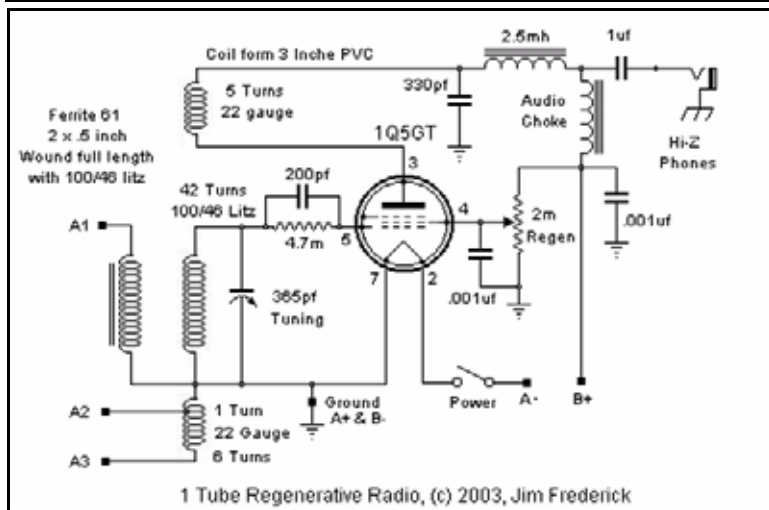 2.5mh
1uf
Coil form 3 Inche PVC
330pf
5 Turns
22 gauge
Audio
Choke
Ferrite 61
2 x .5 inch
Wound full length
with 100/46 litz
1Q5GT
3
Hi-Z
Phones
200pf
42 Turns
100/46 Litz
4
2m
Regen
.001uf
A1
4.7m
5
7
2
.001uf
365pf
Tuning
Ground
A+ & B-
Power
A-
B+
A2
1 Turn
22 Gauge
A3
6 Turns
1 Tube Regenerative Radio, (c) 2003, Jim Frederick